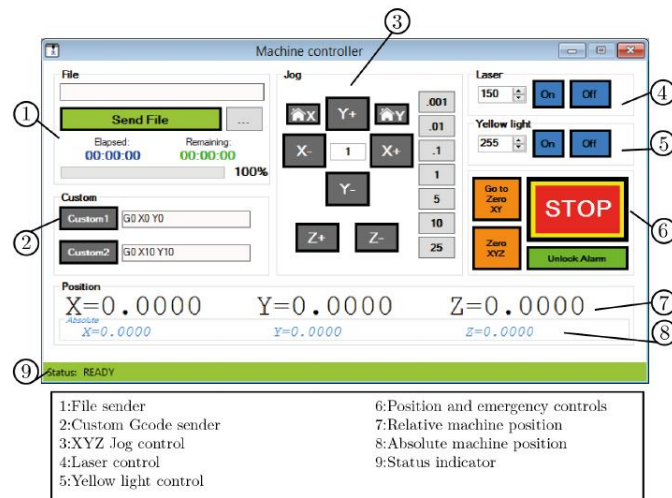 3
Machine controller
File
Send File
...
Elapsed:
Remaining:
00:00:00
00:00:00
100%
1
Custom
Custom1
G0 X0 Y0
Custom2
G0 X10 Y10
2
Jog
X
Y+
Y
X-
1
X+
Y-
Z+
Z-
.001
.01
.1
1
5
10
25
Laser
150
On
Off
4
Yellow light
255
On
Off
5
Go to
Zero
XY
STOP
Zero
XYZ
Unlock Alarm
6
Position
X=0.0000 Y=0.0000 Z=0.0000
7
Absolute
X=0.0000 Y=0.0000 Z=0.0000
8
9
Status: READY
1:File sender
2:Custom Gcode sender
3:XYZ Jog control
4:Laser control
5:Yellow light control
6:Position and emergency controls
7:Relative machine position
8:Absolute machine position
9:Status indicator